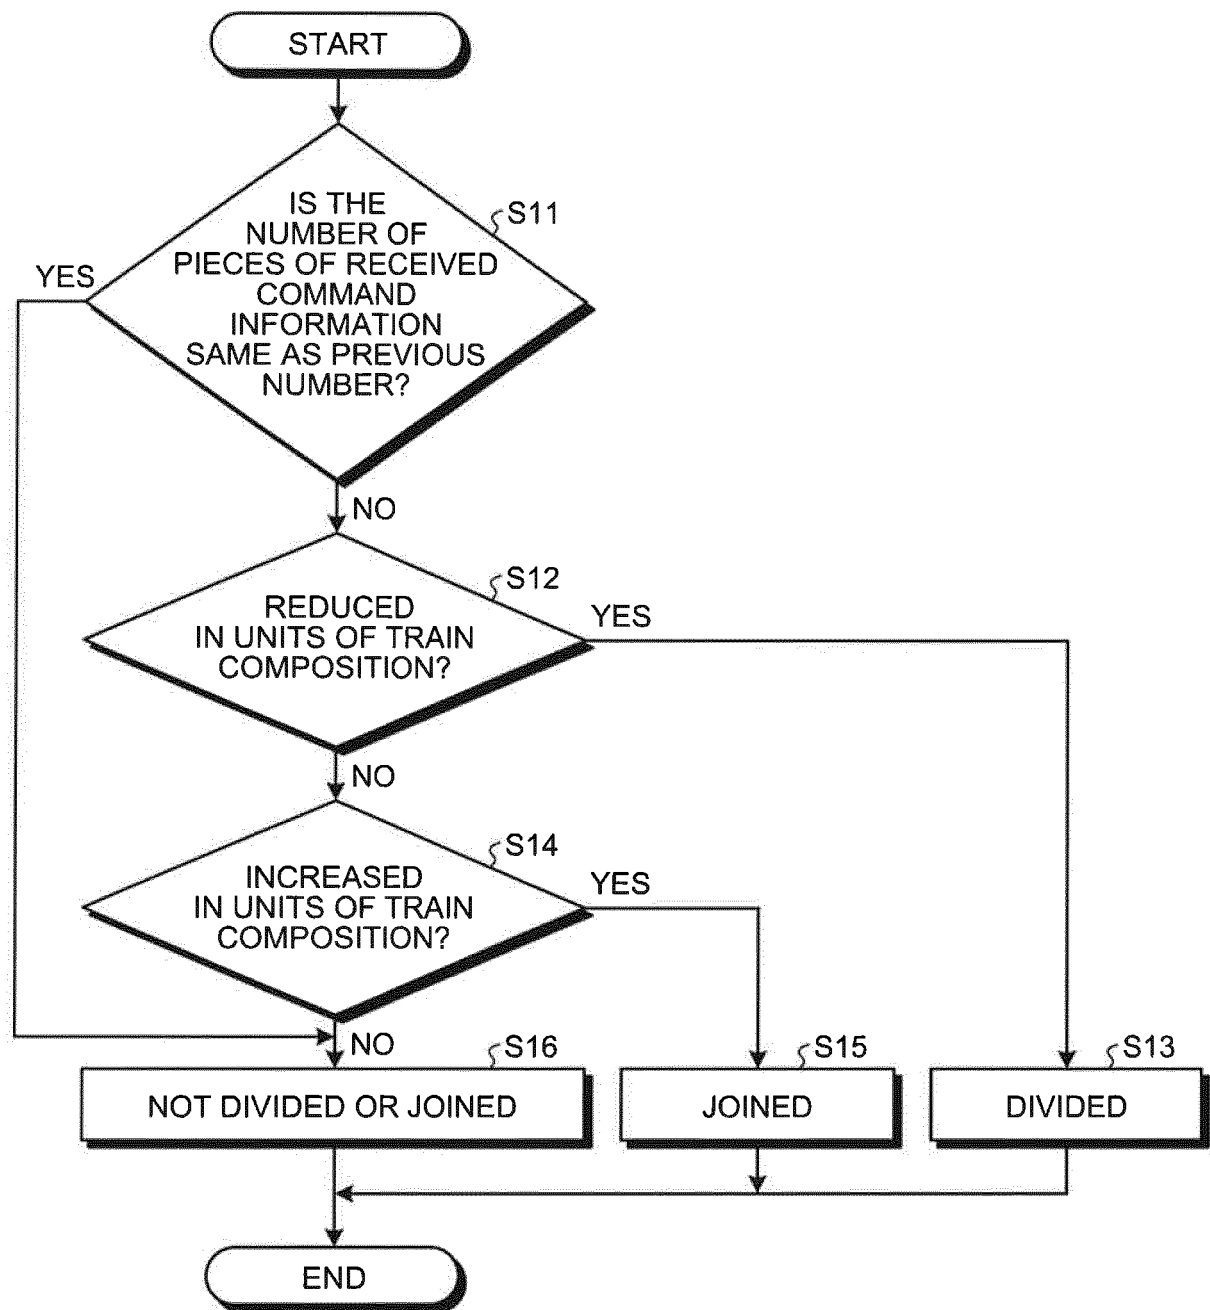 START
IS THE
NUMBER OF
PIECES OF RECEIVED
COMMAND
INFORMATION
SAME AS PREVIOUS
NUMBER?
S11
YES
NO
REDUCED
IN UNITS OF TRAIN
COMPOSITION?
S12
YES
NO
INCREASED
IN UNITS OF TRAIN
COMPOSITION?
S14
YES
NO
S16
NOT DIVIDED OR JOINED
S15
JOINED
S13
DIVIDED
END